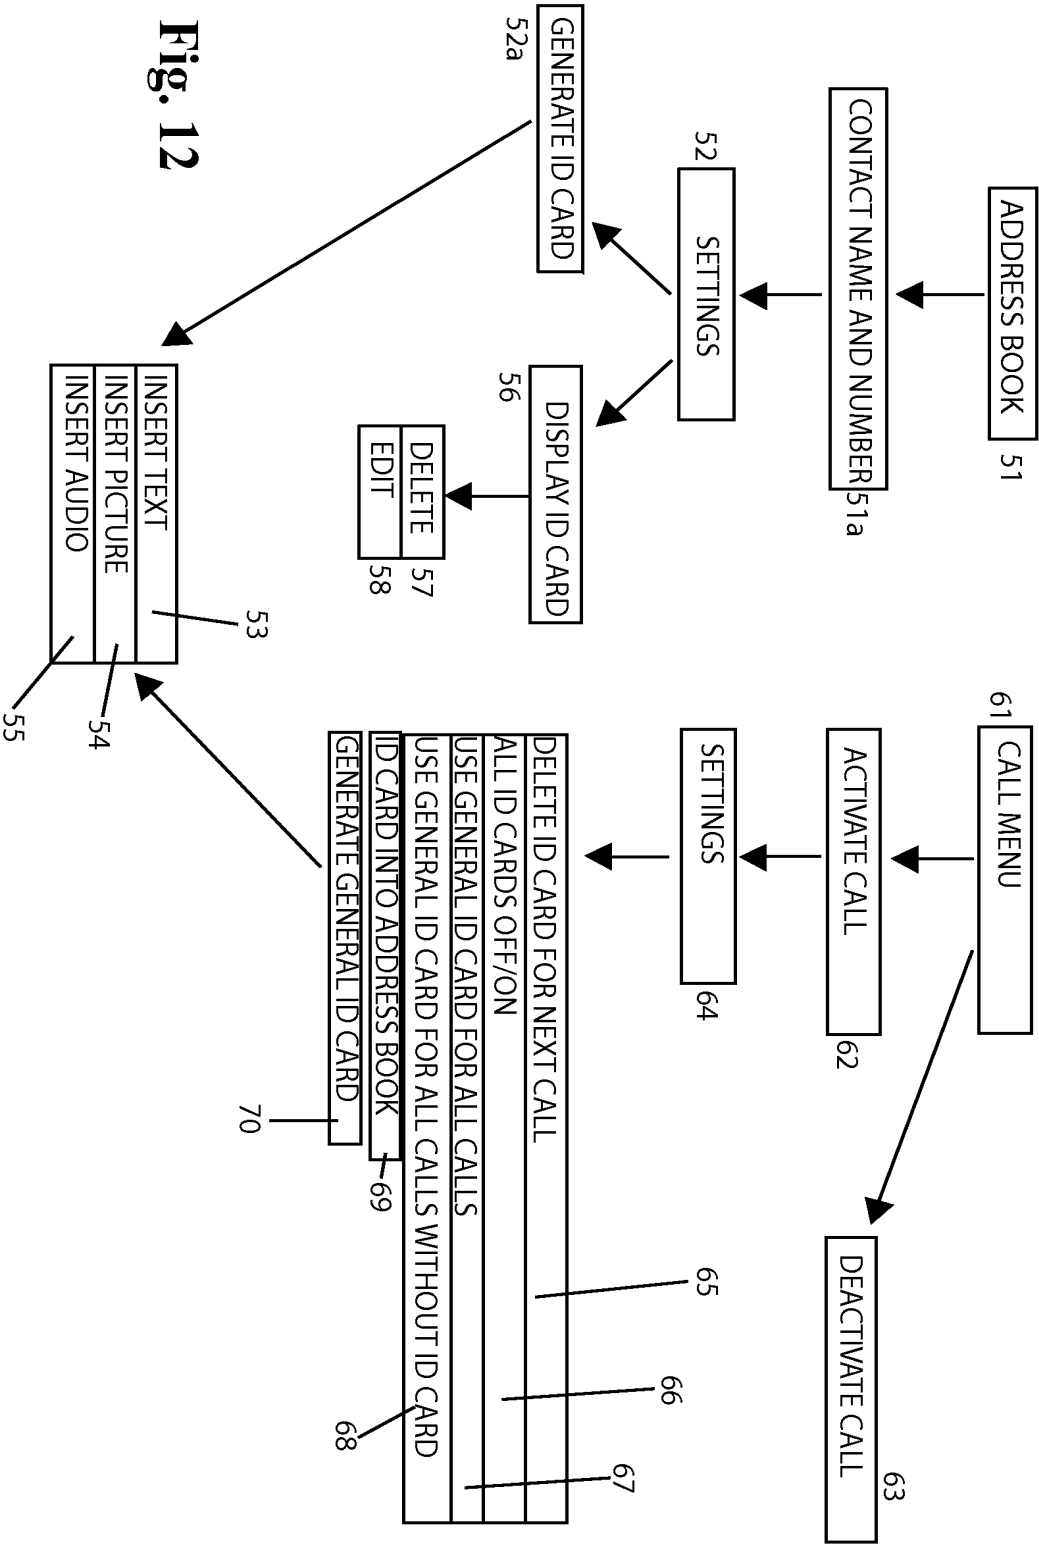 ADDRESS BOOK 51
CONTACT NAME AND NUMBER 51a
52
SETTINGS
GENERATE ID CARD
52a
DISPLAY ID CARD
56
DELETE 57
EDIT 58
61
CALL MENU
ACTIVATE CALL
62
DEACTIVATE CALL
63
SETTINGS
64
DELETE ID CARD FOR NEXT CALL
65
ALL ID CARDS OFF/ON
66
USE GENERAL ID CARD FOR ALL CALLS
67
USE GENERAL ID CARD FOR ALL CALLS WITHOUT ID CARD
68
ID CARD INTO ADDRESS BOOK
69
GENERATE GENERAL ID CARD
70
INSERT TEXT
53
INSERT PICTURE
54
INSERT AUDIO
55
Fig. 12